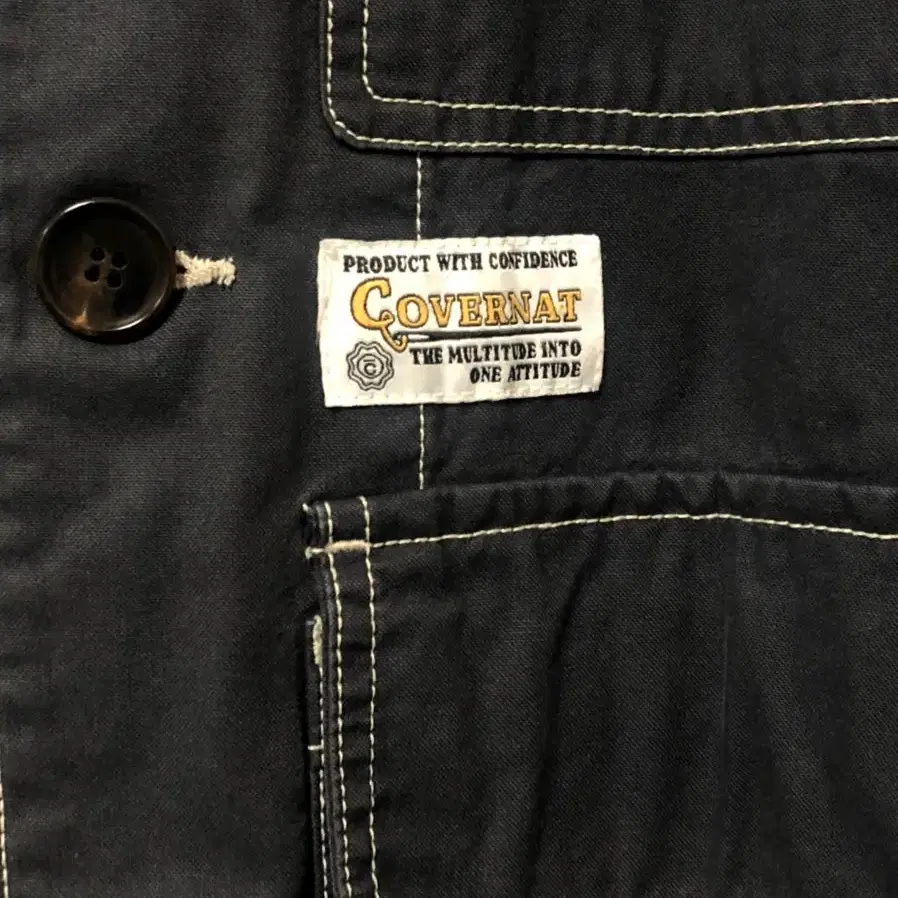 PRODUCT WITH CONFIDENCE
COVERNAT
THE MULTITUDE INTO
ONE ATTITUDE
C